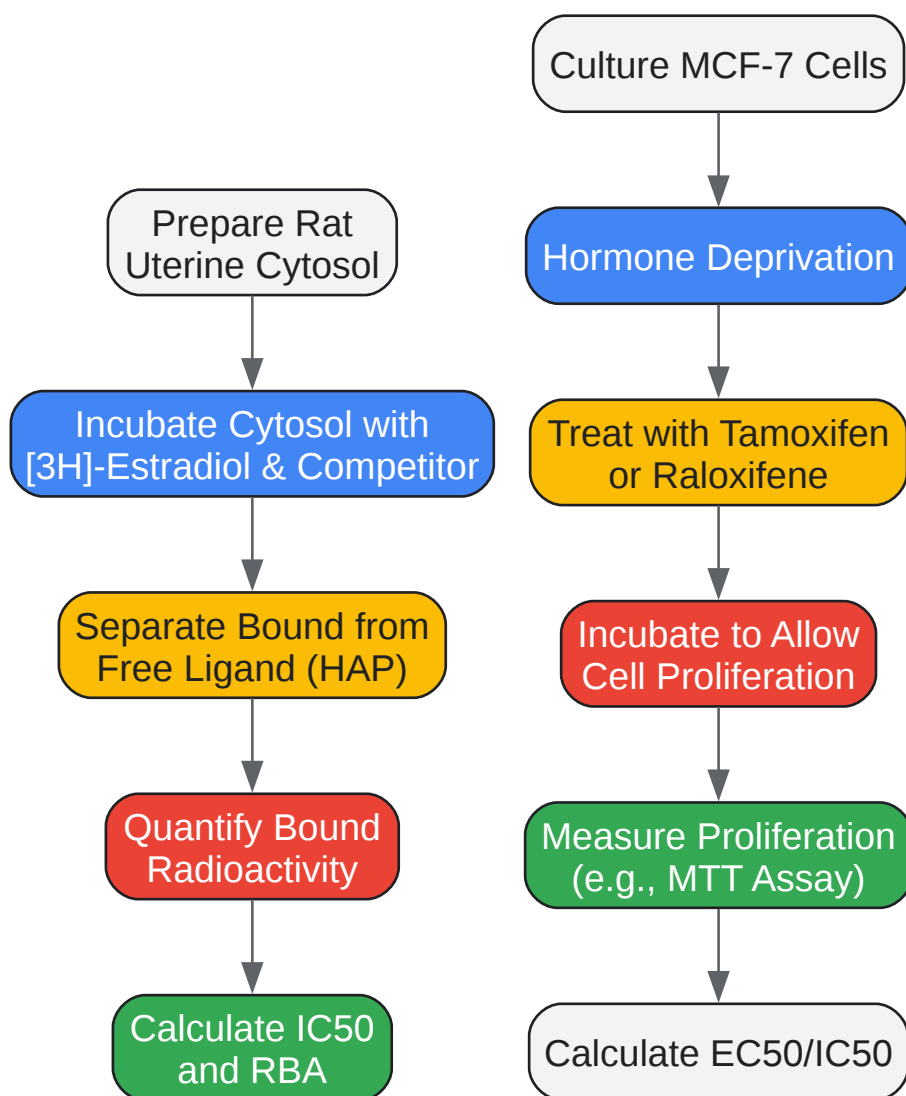 Prepare Rat
Uterine Cytosol
Incubate Cytosol with
[3H]-Estradiol & Competitor
Separate Bound from
Free Ligand (HAP)
Quantify Bound
Radioactivity
Calculate IC50
and RBA
Culture MCF-7 Cells
Hormone Deprivation
Treat with Tamoxifen
or Raloxifene
Incubate to Allow
Cell Proliferation
Measure Proliferation
(e.g., MTT Assay)
Calculate EC50/IC50